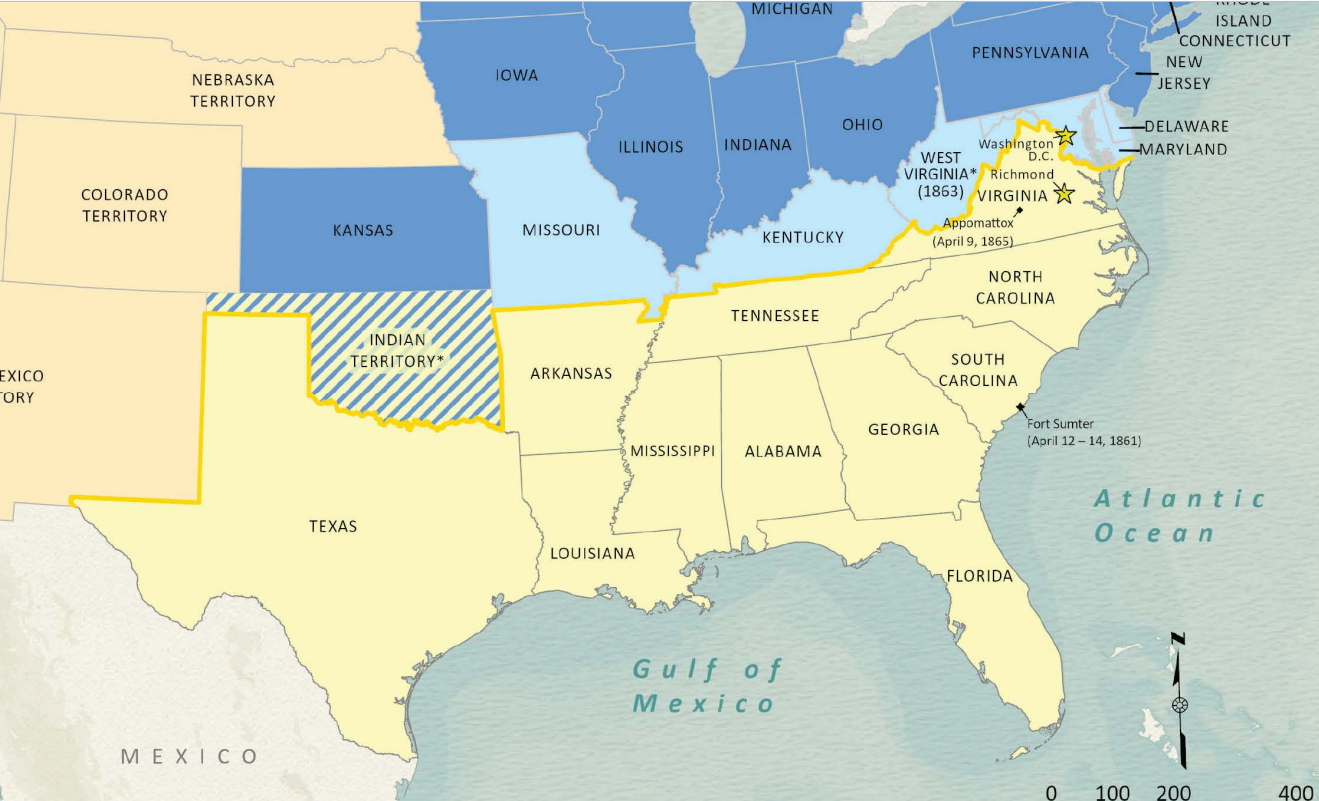 MICHIGAN
RHODE
ISLAND
CONNECTICUT
NEW
JERSEY
PENNSYLVANIA
IOWA
NEBRASKA
TERRITORY
OHIO
ILLINOIS
INDIANA
DELAWARE
MARYLAND
Washington
D.C.
WEST
VIRGINIA*
(1863)
Richmond
VIRGINIA
COLORADO
TERRITORY
KANSAS
MISSOURI
KENTUCKY
Appomattox
(April 9, 1865)
NORTH
CAROLINA
TENNESSEE
INDIAN
TERRITORY*
EXICO
TORY
ARKANSAS
SOUTH
CAROLINA
Fort Sumter
(April 12 – 14, 1861)
MISSISSIPPI
ALABAMA
GEORGIA
Atlantic
Ocean
TEXAS
LOUISIANA
FLORIDA
Gulf of
Mexico
MEXICO
N
0 100 200 400